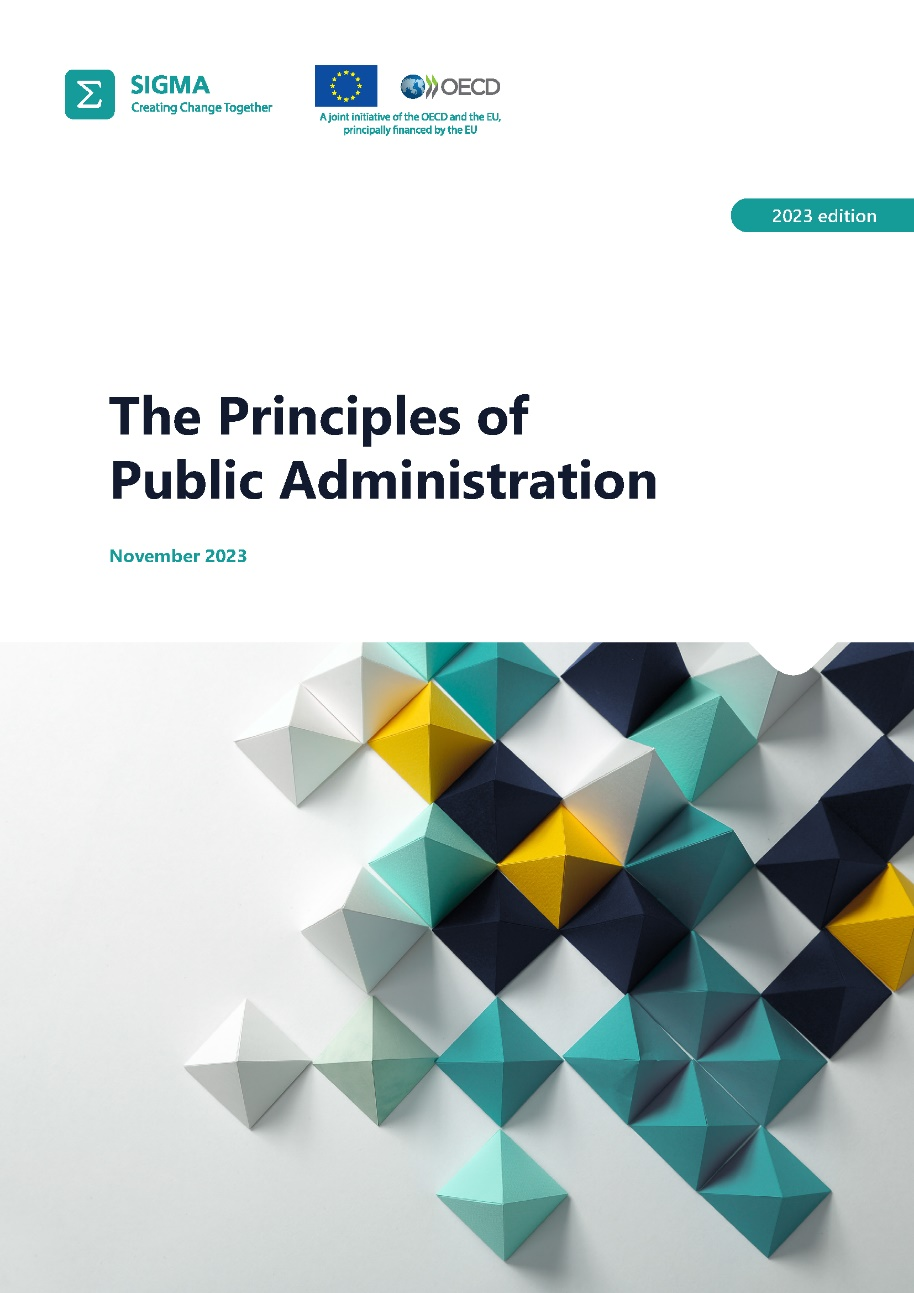 Σ
SIGMA
Creating Change Together
OECD
A joint initiative of the OECD and the EU,
principally financed by the EU
2023 edition
The Principles of
Public Administration
November 2023